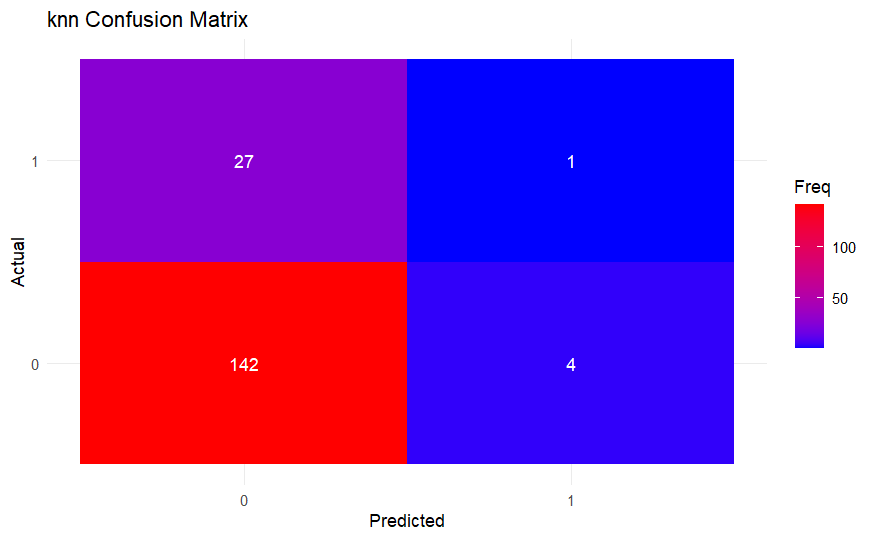 knn Confusion Matrix
Actual
1
27
1
0
142
4
0
1
Predicted
Freq
100
50